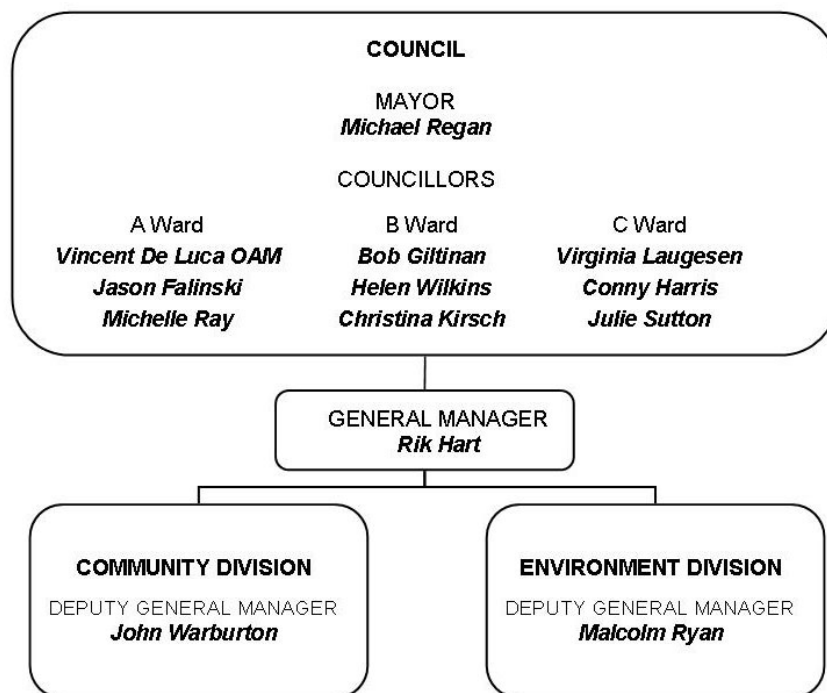 COUNCIL
MAYOR
Michael Regan
COUNCILLORS
A Ward
Vincent De Luca OAM
Jason Falinski
Michelle Ray
B Ward
Bob Giltinan
Helen Wilkins
Christina Kirsch
C Ward
Virginia Laugesen
Conny Harris
Julie Sutton
GENERAL MANAGER
Rik Hart
COMMUNITY DIVISION
DEPUTY GENERAL MANAGER
John Warburton
ENVIRONMENT DIVISION
DEPUTY GENERAL MANAGER
Malcolm Ryan